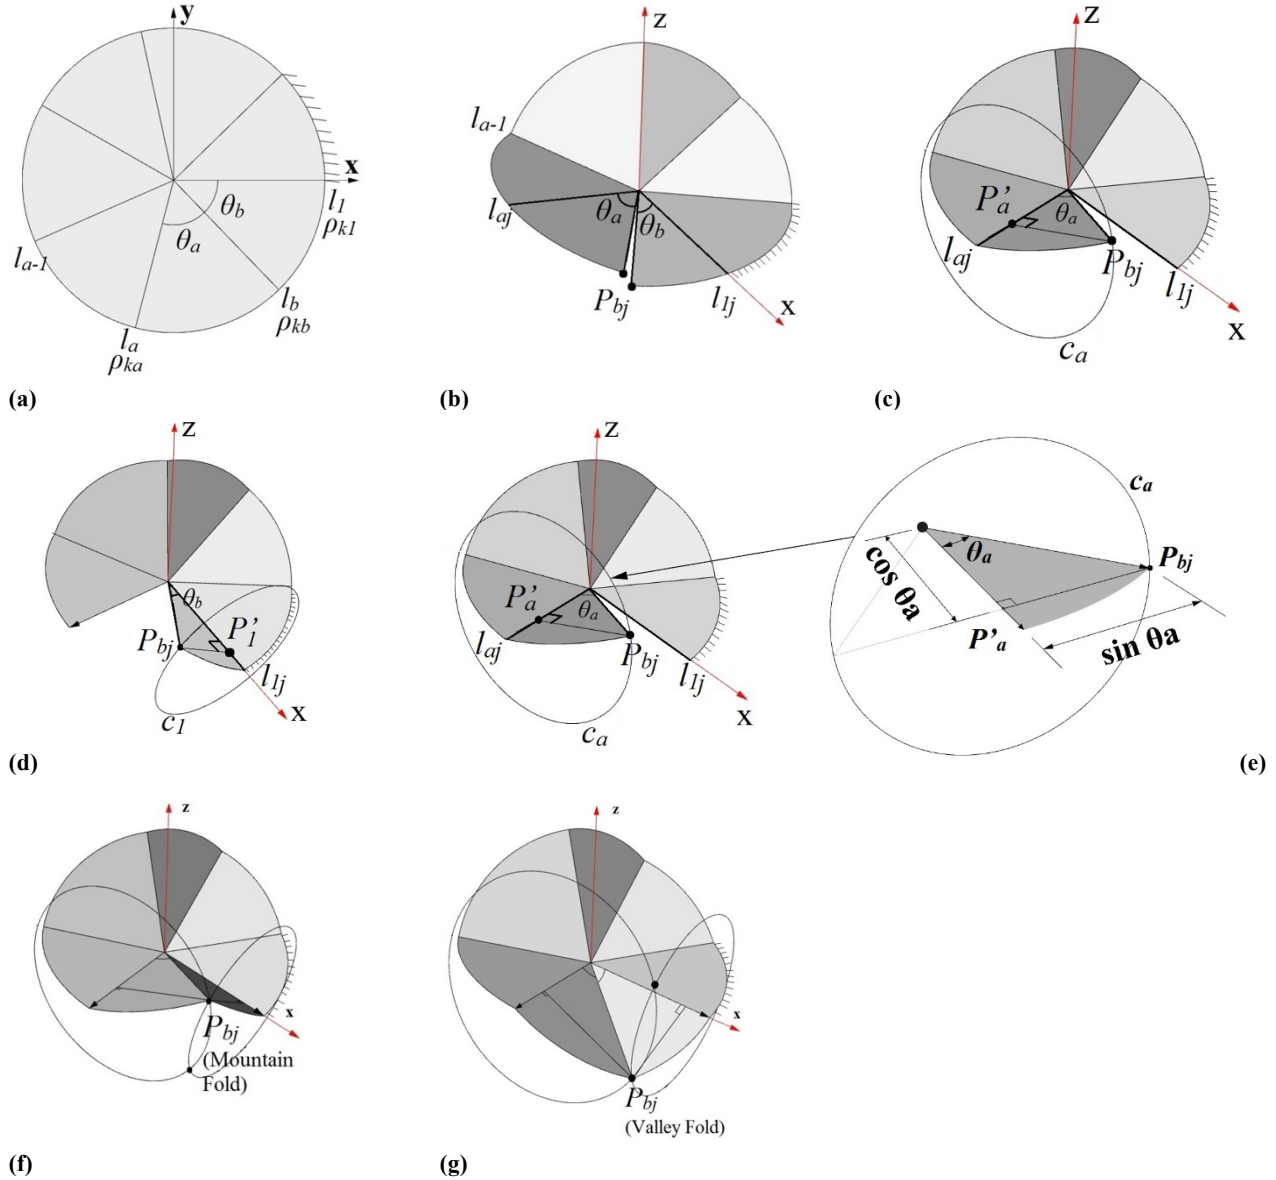 y
x
l1
ρk1
θb
θa
la-1
lb
ρkb
la
ρka
(a)
z
la-1
laj
θa
θb
Pbj
l1j
x
(b)
z
P'a
θa
laj
Pbj
l1j
x
ca
(c)
z
θb
Pbj
P'1
l1j
x
c1
(d)
z
P'a
θa
laj
Pbj
l1j
x
ca
ca
θa
Pbj
cos θa
P'a
sin θa
(e)
z
x
Pbj
(Mountain
Fold)
(f)
z
x
Pbj
(Valley Fold)
(g)